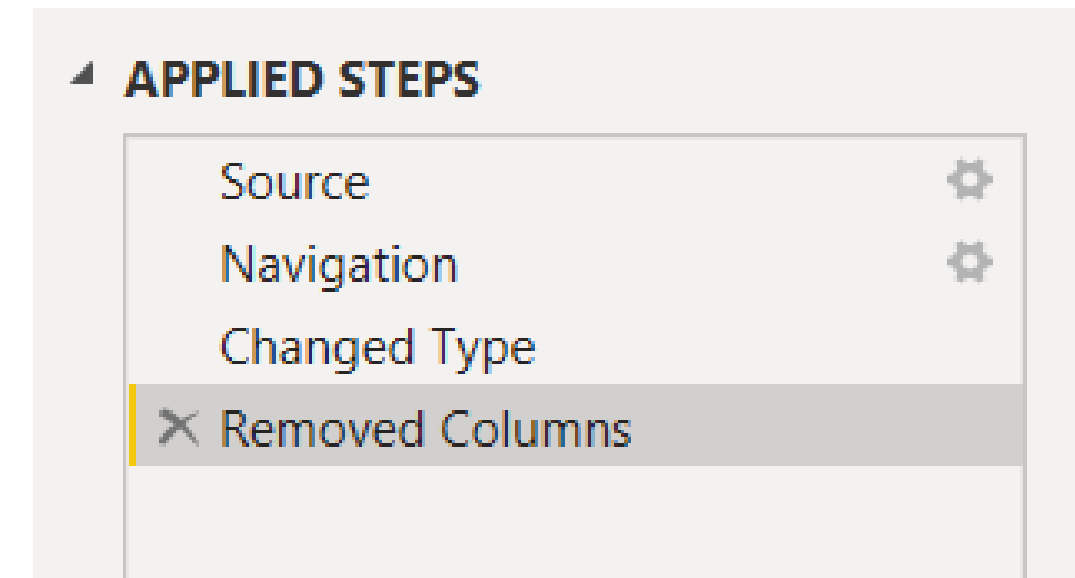 APPLIED STEPS
Source
Navigation
Changed Type
Removed Columns